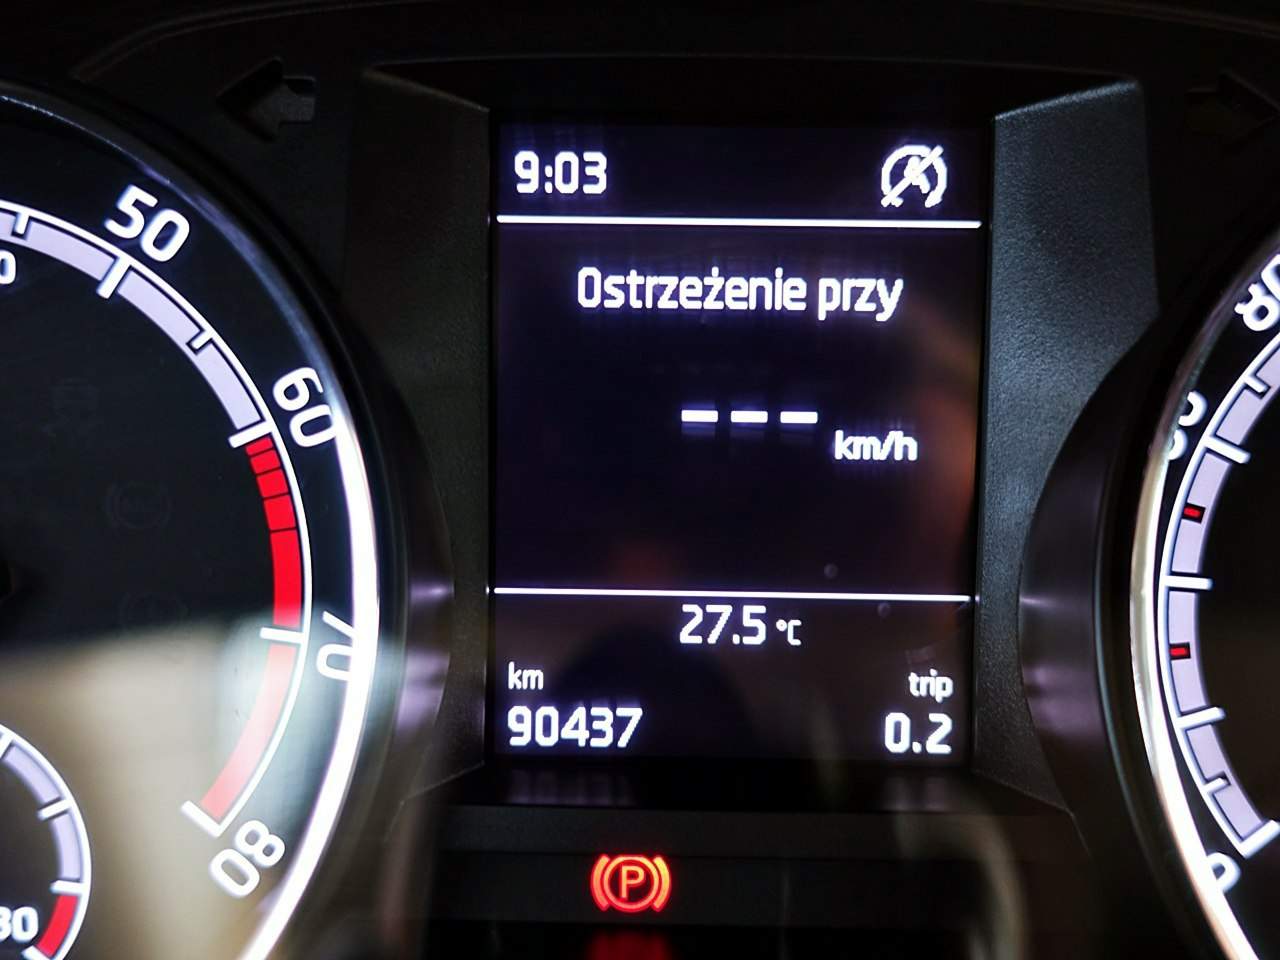 9:03
Ostrzeżenie przy
--- km/h
27.5 °C
km
trip
90437
0.2
50
60
70
80
P